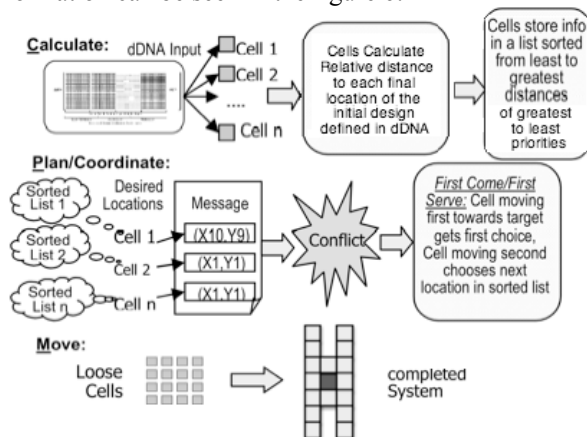 Calculate:
dDNA Input
Cell 1
Cell 2
....
Cell n
Cells Calculate
Relative distance
to each final
location of the
initial design
defined in dDNA
Cells store info
in a list sorted
from least to
greatest
distances
of greatest
to least
priorities
Plan/Coordinate:
Sorted
List 1
Sorted
List 2
Sorted
List n
Desired
Locations
Cell 1
Cell 2
Cell n
Message
(X10,Y9)
(X1,Y1)
(X1,Y1)
Conflict
First Come/First
Serve: Cell moving
first towards target
gets first choice,
Cell moving second
chooses next
location in sorted
list
Move:
Loose
Cells
completed
System